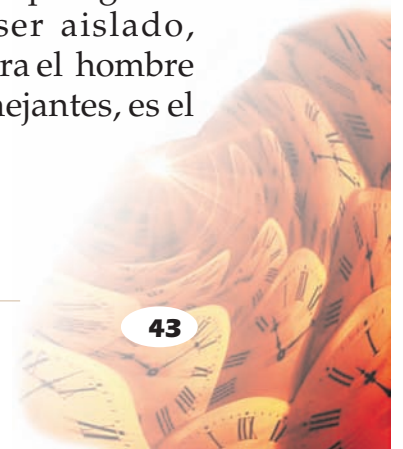 ser aislado,
ra el hombre
nejantes, es el
43